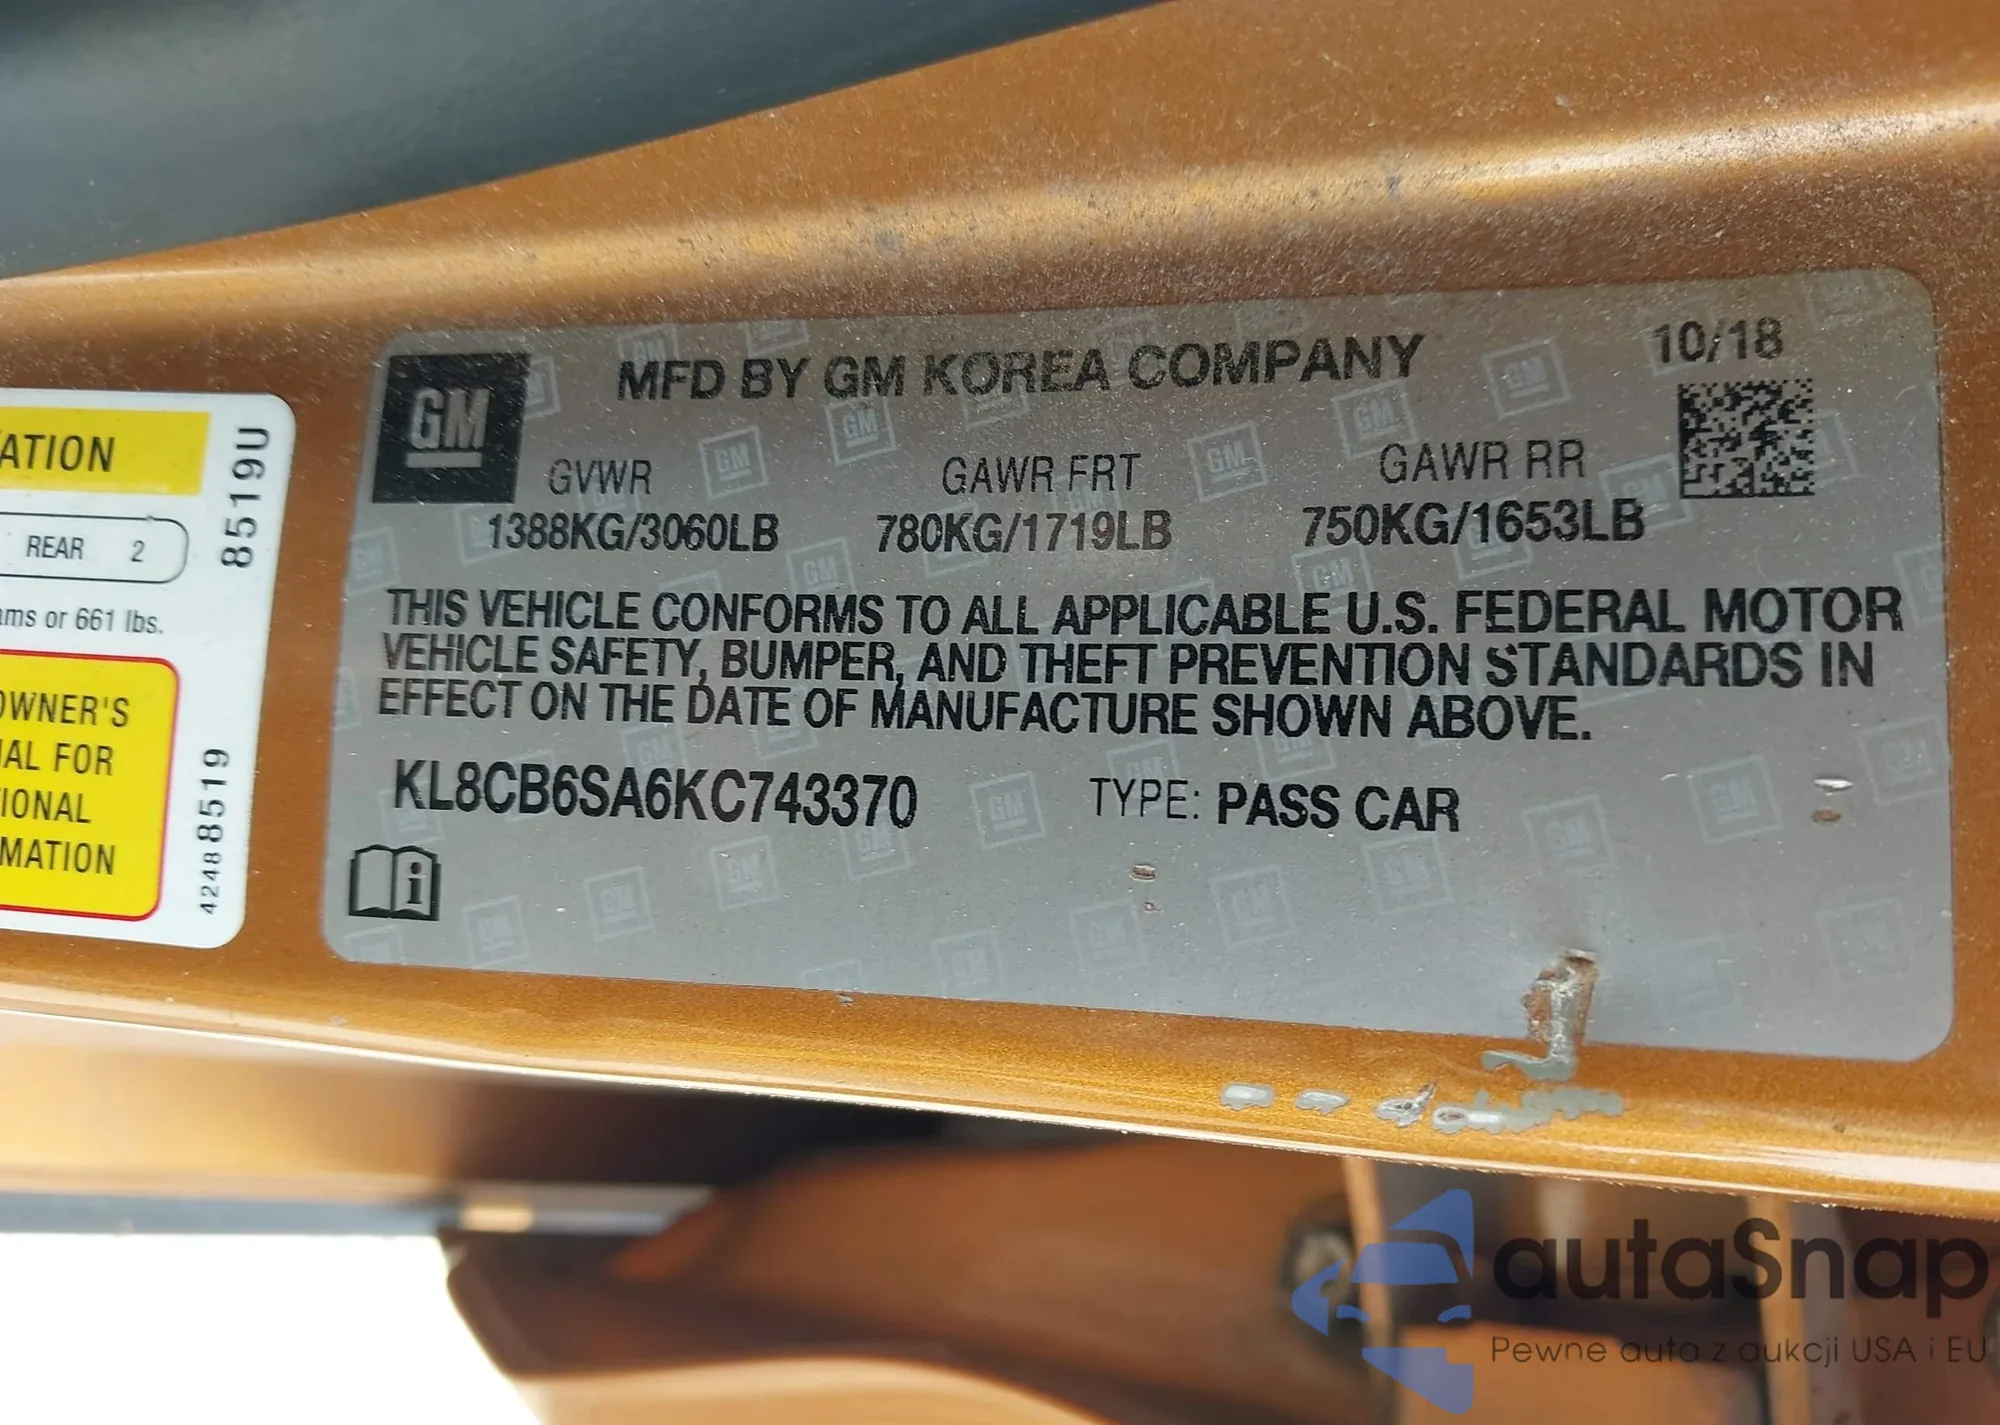 ATION
REAR 2
ams or 661 lbs.
OWNER'S
AL FOR
IONAL
MATION
8519U
42488519
GM
MFD BY GM KOREA COMPANY
10/18
GVWR GAWR FRT GAWR RR
1388KG/3060LB 780KG/1719LB 750KG/1653LB
THIS VEHICLE CONFORMS TO ALL APPLICABLE U.S. FEDERAL MOTOR
VEHICLE SAFETY, BUMPER, AND THEFT PREVENTION STANDARDS IN
EFFECT ON THE DATE OF MANUFACTURE SHOWN ABOVE.
KL8CB6SA6KC743370 TYPE: PASS CAR
autaSnap
Pewne auta z aukcji USA i EU